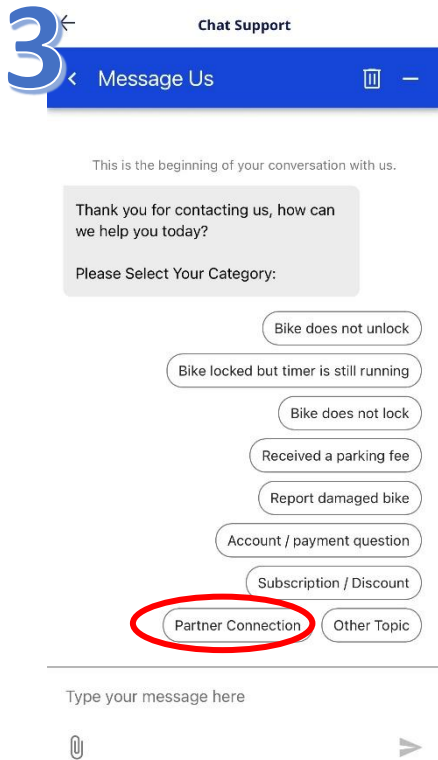 3
Chat Support
Message Us
This is the beginning of your conversation with us.
Thank you for contacting us, how can
we help you today?
Please Select Your Category:
Bike does not unlock
Bike locked but timer is still running
Bike does not lock
Received a parking fee
Report damaged bike
Account / payment question
Subscription / Discount
Partner Connection
Other Topic
Type your message here